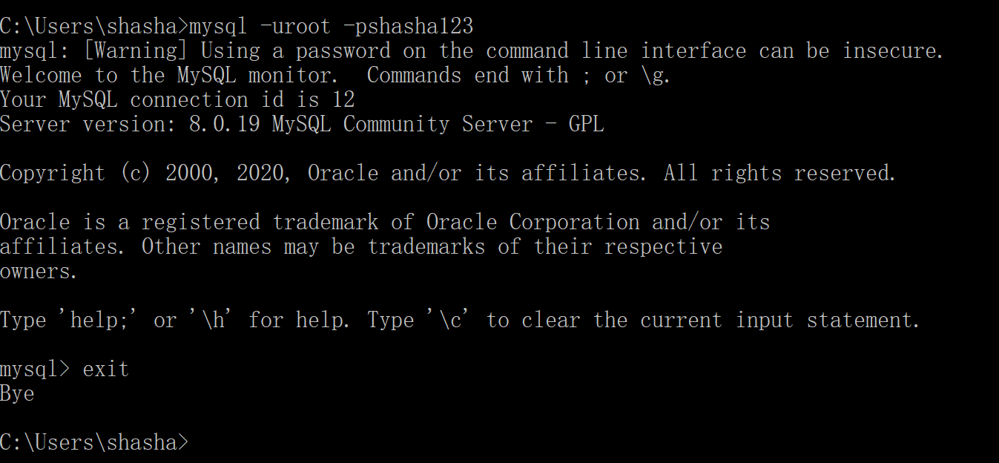 C:\Users\shasha>mysql -uroot -pshasha123
mysql: [Warning] Using a password on the command line interface can be insecure.
Welcome to the MySQL monitor.  Commands end with ; or \g.
Your MySQL connection id is 12
Server version: 8.0.19 MySQL Community Server - GPL

Copyright (c) 2000, 2020, Oracle and/or its affiliates. All rights reserved.

Oracle is a registered trademark of Oracle Corporation and/or its
affiliates. Other names may be trademarks of their respective
owners.

Type 'help;' or '\h' for help. Type '\c' to clear the current input statement.

mysql> exit
Bye

C:\Users\shasha>